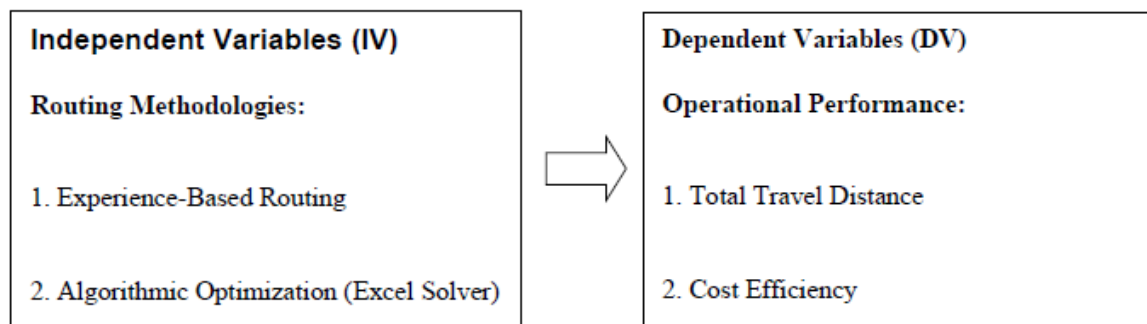 Independent Variables (IV)
Routing Methodologies:
1. Experience-Based Routing
2. Algorithmic Optimization (Excel Solver)
Dependent Variables (DV)
Operational Performance:
1. Total Travel Distance
2. Cost Efficiency